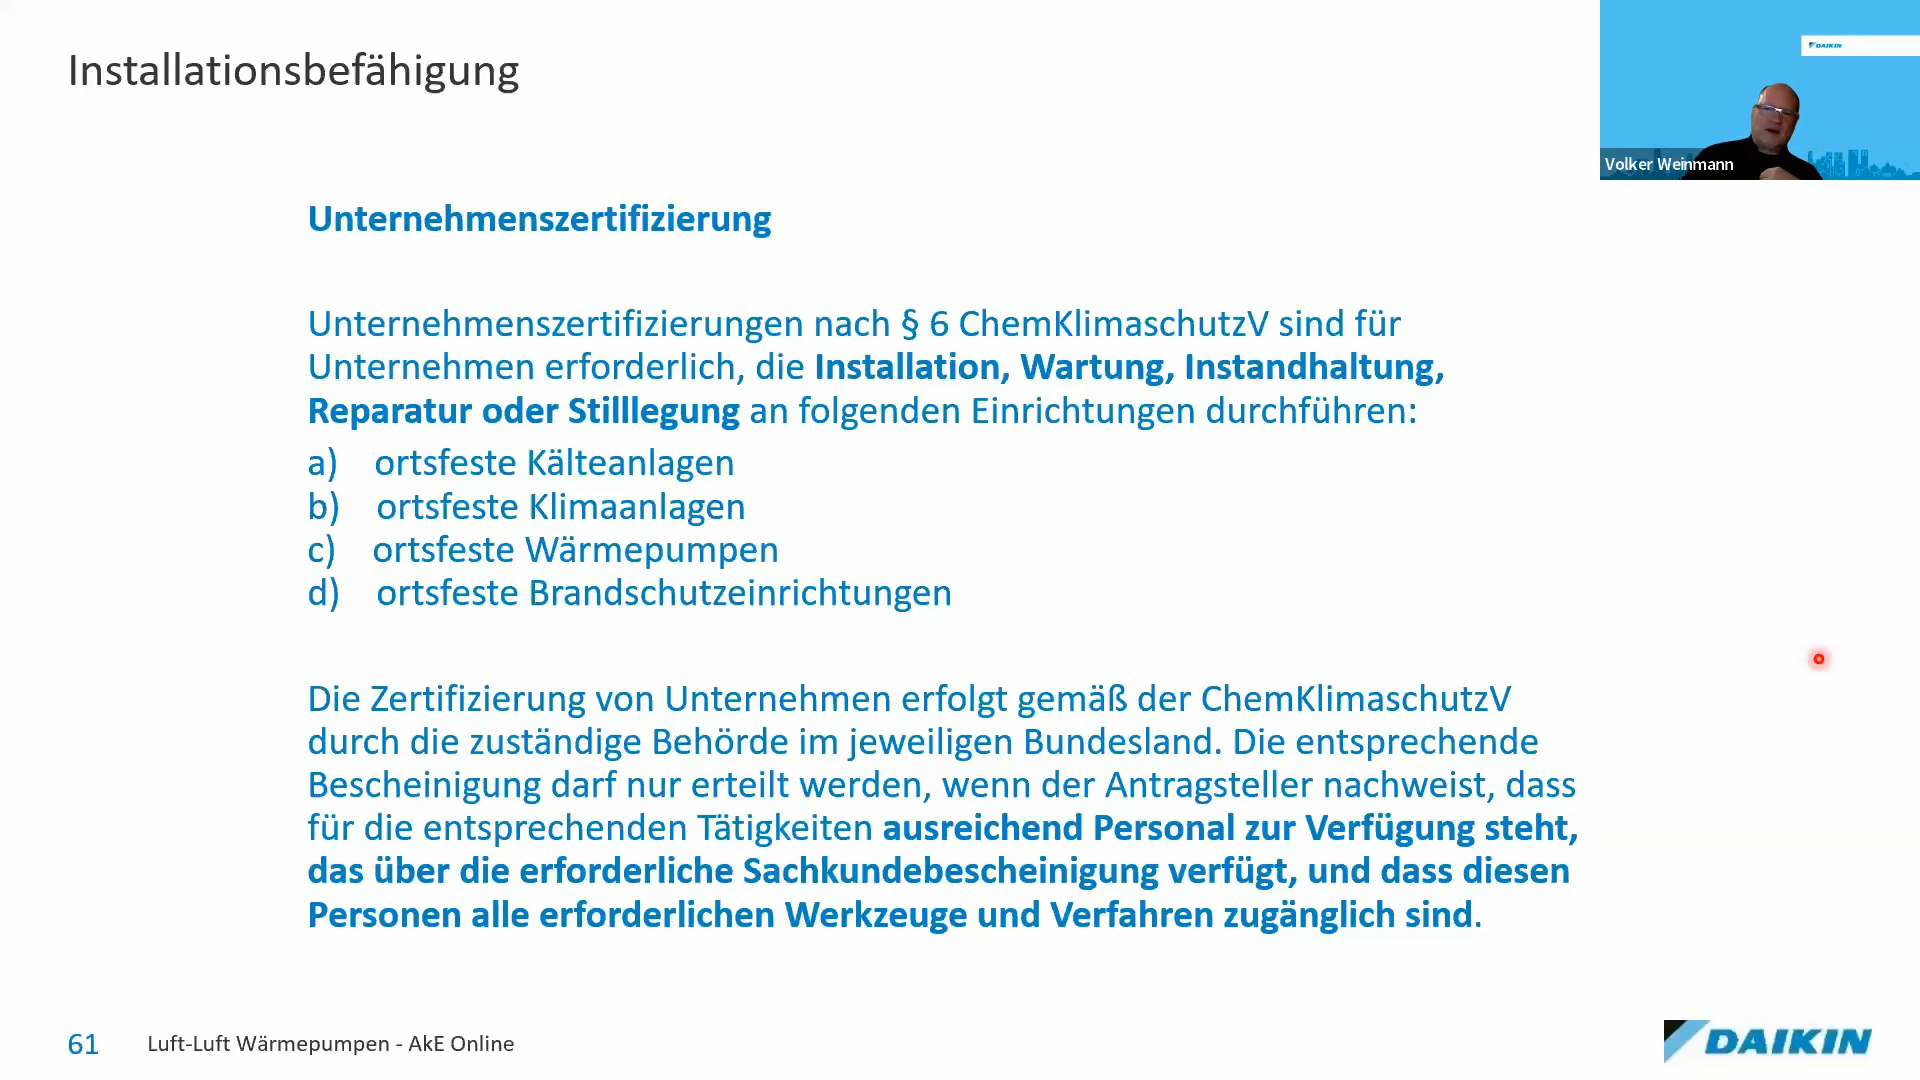 Installationsbefähigung
DAIKIN
Volker Weinmann
Unternehmenszertifizierung
Unternehmenszertifizierungen nach § 6 ChemKlimaschutzV sind für
Unternehmen erforderlich, die Installation, Wartung, Instandhaltung,
Reparatur oder Stilllegung an folgenden Einrichtungen durchführen:
a) ortsfeste Kälteanlagen
b) ortsfeste Klimaanlagen
c) ortsfeste Wärmepumpen
d) ortsfeste Brandschutzeinrichtungen
Die Zertifizierung von Unternehmen erfolgt gemäß der ChemKlimaschutzV
durch die zuständige Behörde im jeweiligen Bundesland. Die entsprechende
Bescheinigung darf nur erteilt werden, wenn der Antragsteller nachweist, dass
für die entsprechenden Tätigkeiten ausreichend Personal zur Verfügung steht,
das über die erforderliche Sachkundebescheinigung verfügt, und dass diesen
Personen alle erforderlichen Werkzeuge und Verfahren zugänglich sind.
61 Luft-Luft Wärmepumpen - AkE Online
DAIKIN